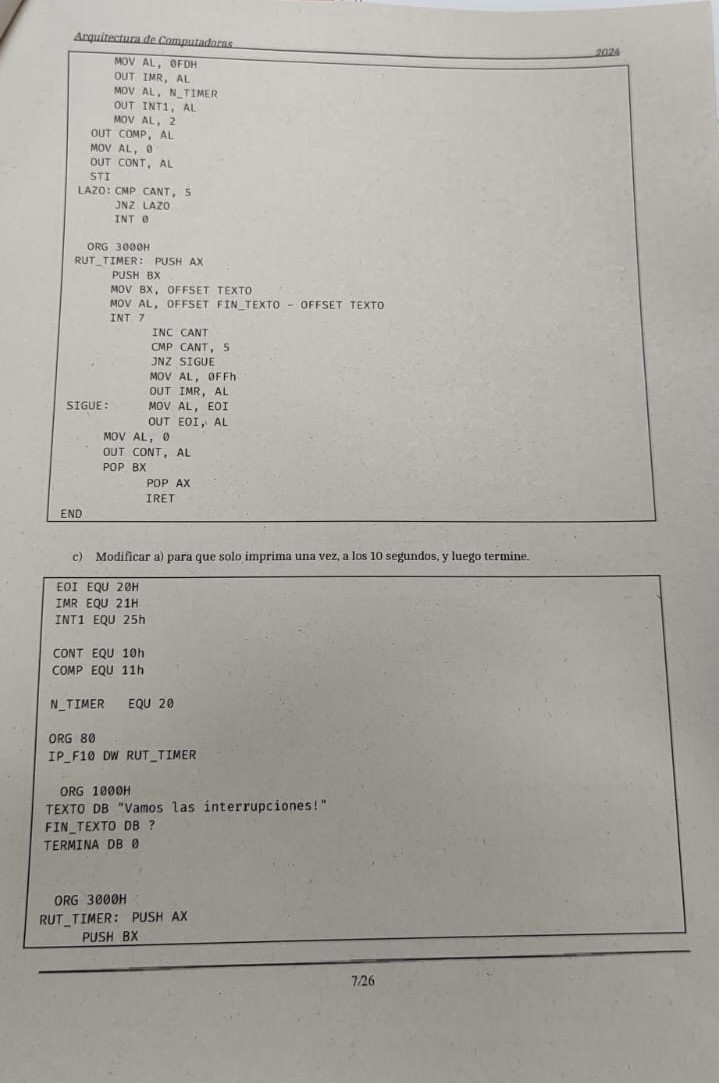 Arquitectura de Computadoras
2024
MOV AL, 0FDH
OUT IMR, AL
MOV AL, N_TIMER
OUT INT1, AL
MOV AL, 2
OUT COMP, AL
MOV AL, 0
OUT CONT, AL
STI
LAZO: CMP CANT, 5
JNZ LAZO
INT 0
ORG 3000H
RUT_TIMER: PUSH AX
PUSH BX
MOV BX, OFFSET TEXTO
MOV AL, OFFSET FIN_TEXTO - OFFSET TEXTO
INT 7
INC CANT
CMP CANT, 5
JNZ SIGUE
MOV AL, 0FFh
OUT IMR, AL
SIGUE: MOV AL, EOI
OUT EOI, AL
MOV AL, 0
OUT CONT, AL
POP BX
POP AX
IRET
END
c) Modificar a) para que solo imprima una vez, a los 10 segundos, y luego termine.
EOI EQU 20H
IMR EQU 21H
INT1 EQU 25h
CONT EQU 10h
COMP EQU 11h
N_TIMER EQU 20
ORG 80
IP_F10 DW RUT_TIMER
ORG 1000H
TEXTO DB "Vamos las interrupciones!"
FIN_TEXTO DB ?
TERMINA DB 0
ORG 3000H
RUT_TIMER: PUSH AX
PUSH BX
7/26